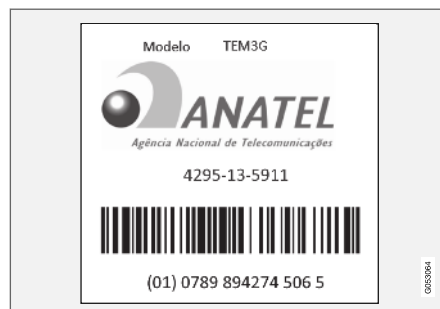 Modelo TEM3G
ANATEL
Agência Nacional de Telecomunicações
4295-13-5911
(01) 0789 894274 506 5
G053064